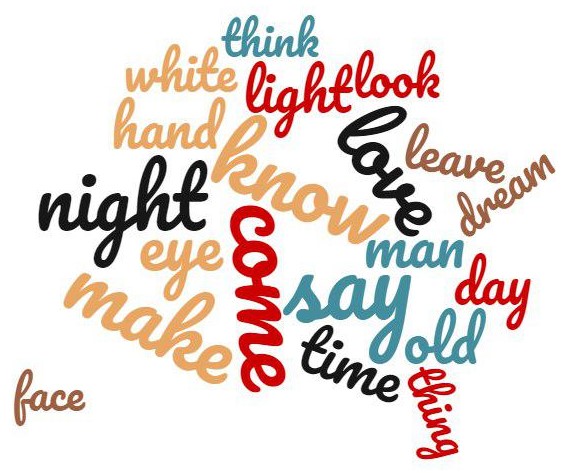 think
white
light
look
hand
know
love
leave
dream
night
eye
come
man
say
day
make
time
old
face
thing